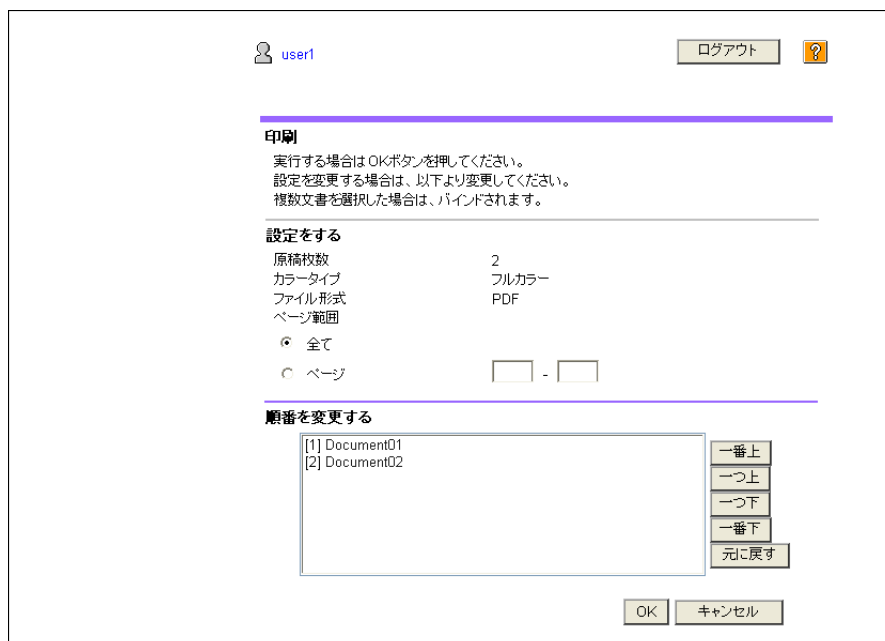 user1
ログアウト
?
印刷
実行する場合はOKボタンを押してください。
設定を変更する場合は、以下より変更してください。
複数文書を選択した場合は、バインドされます。
設定をする
原稿枚数 2
カラータイプ フルカラー
ファイル形式 PDF
ページ範囲
全て
ページ -
順番を変更する
[1] Document01
[2] Document02
一番上
一つ上
一つ下
一番下
元に戻す
OK キャンセル